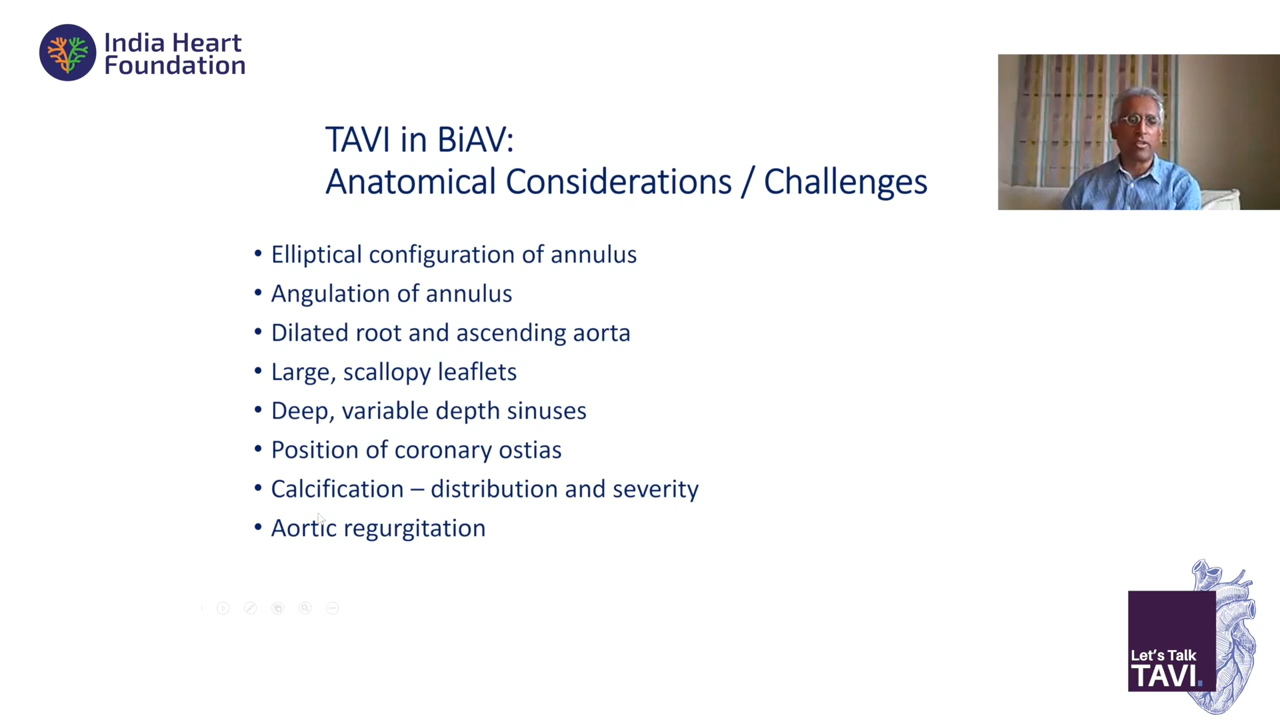 India Heart
Foundation
TAVI in BiAV:
Anatomical Considerations / Challenges
• Elliptical configuration of annulus
• Angulation of annulus
• Dilated root and ascending aorta
• Large, scallopy leaflets
• Deep, variable depth sinuses
• Position of coronary ostias
• Calcification – distribution and severity
• Aortic regurgitation
Let's Talk
TAVI.